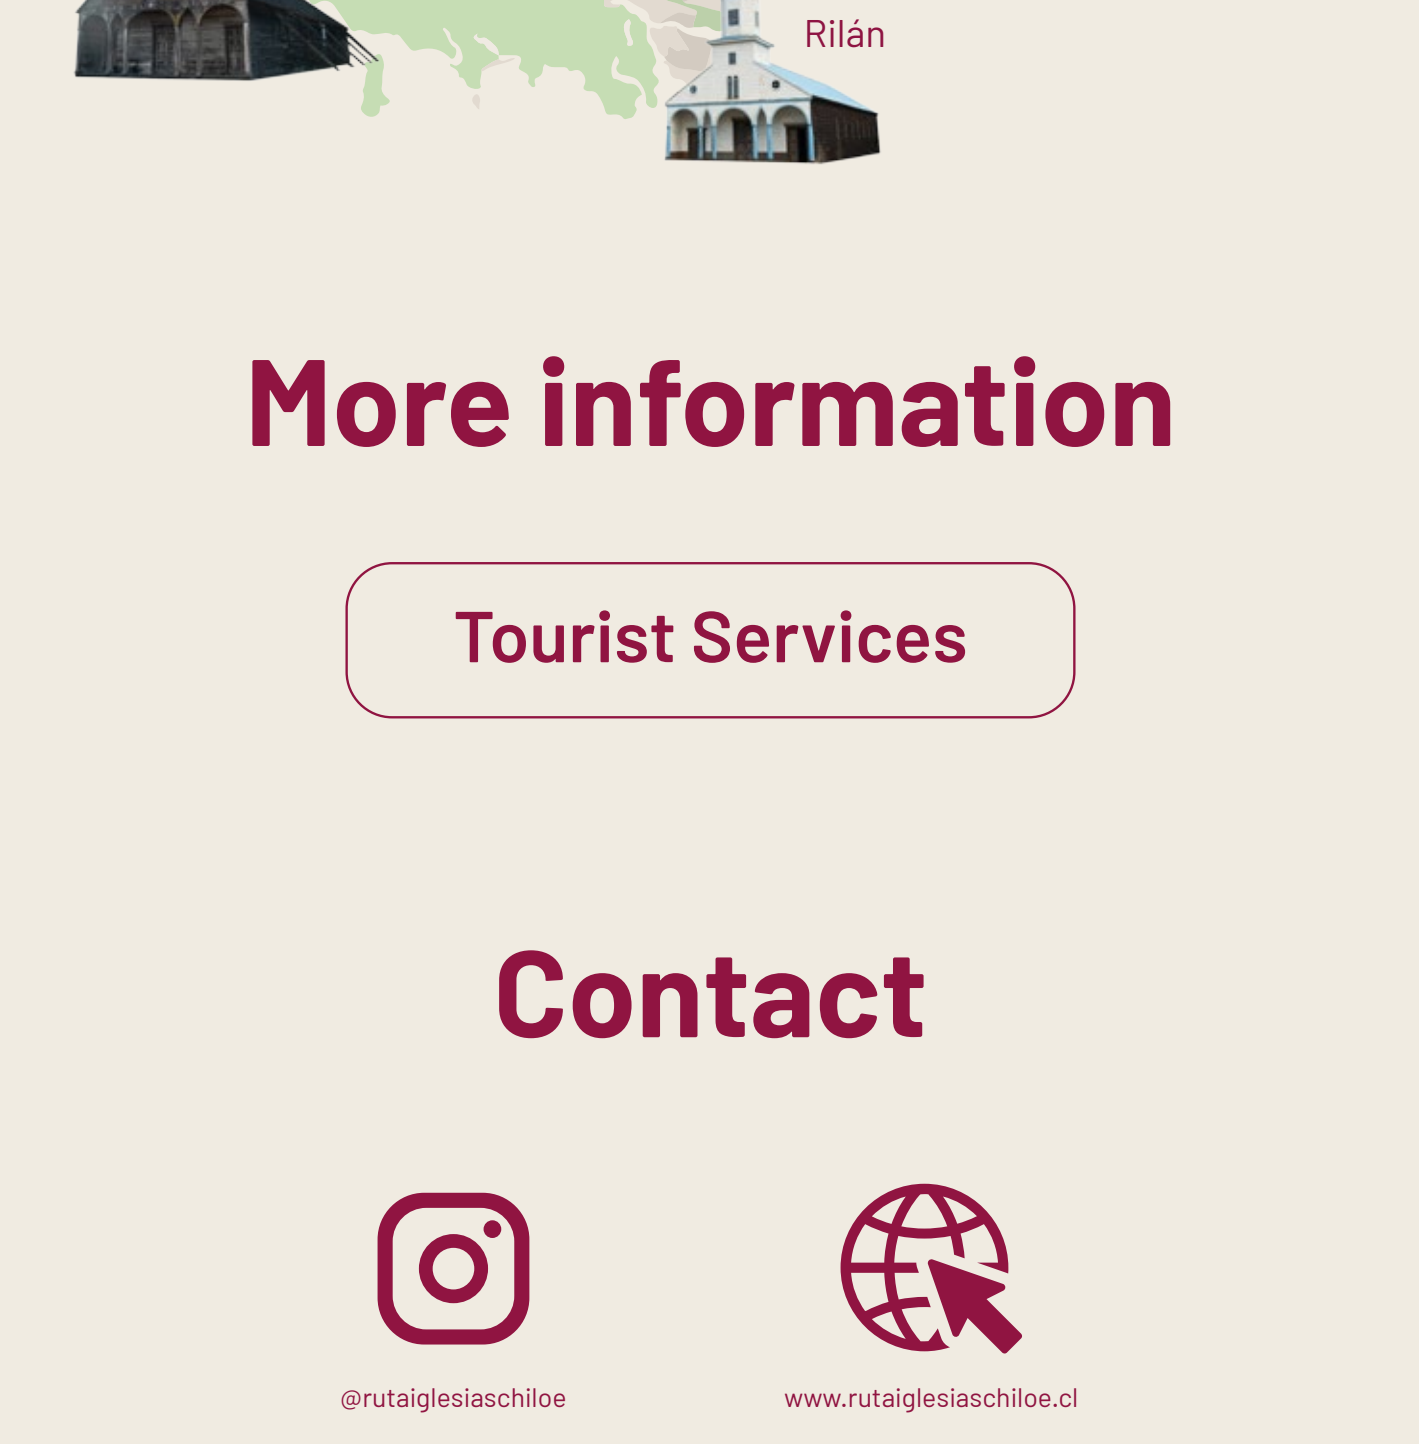 Rilán
More information
Tourist Services
Contact
@rutaiglesiaschiloe
www.rutaiglesiaschiloe.cl